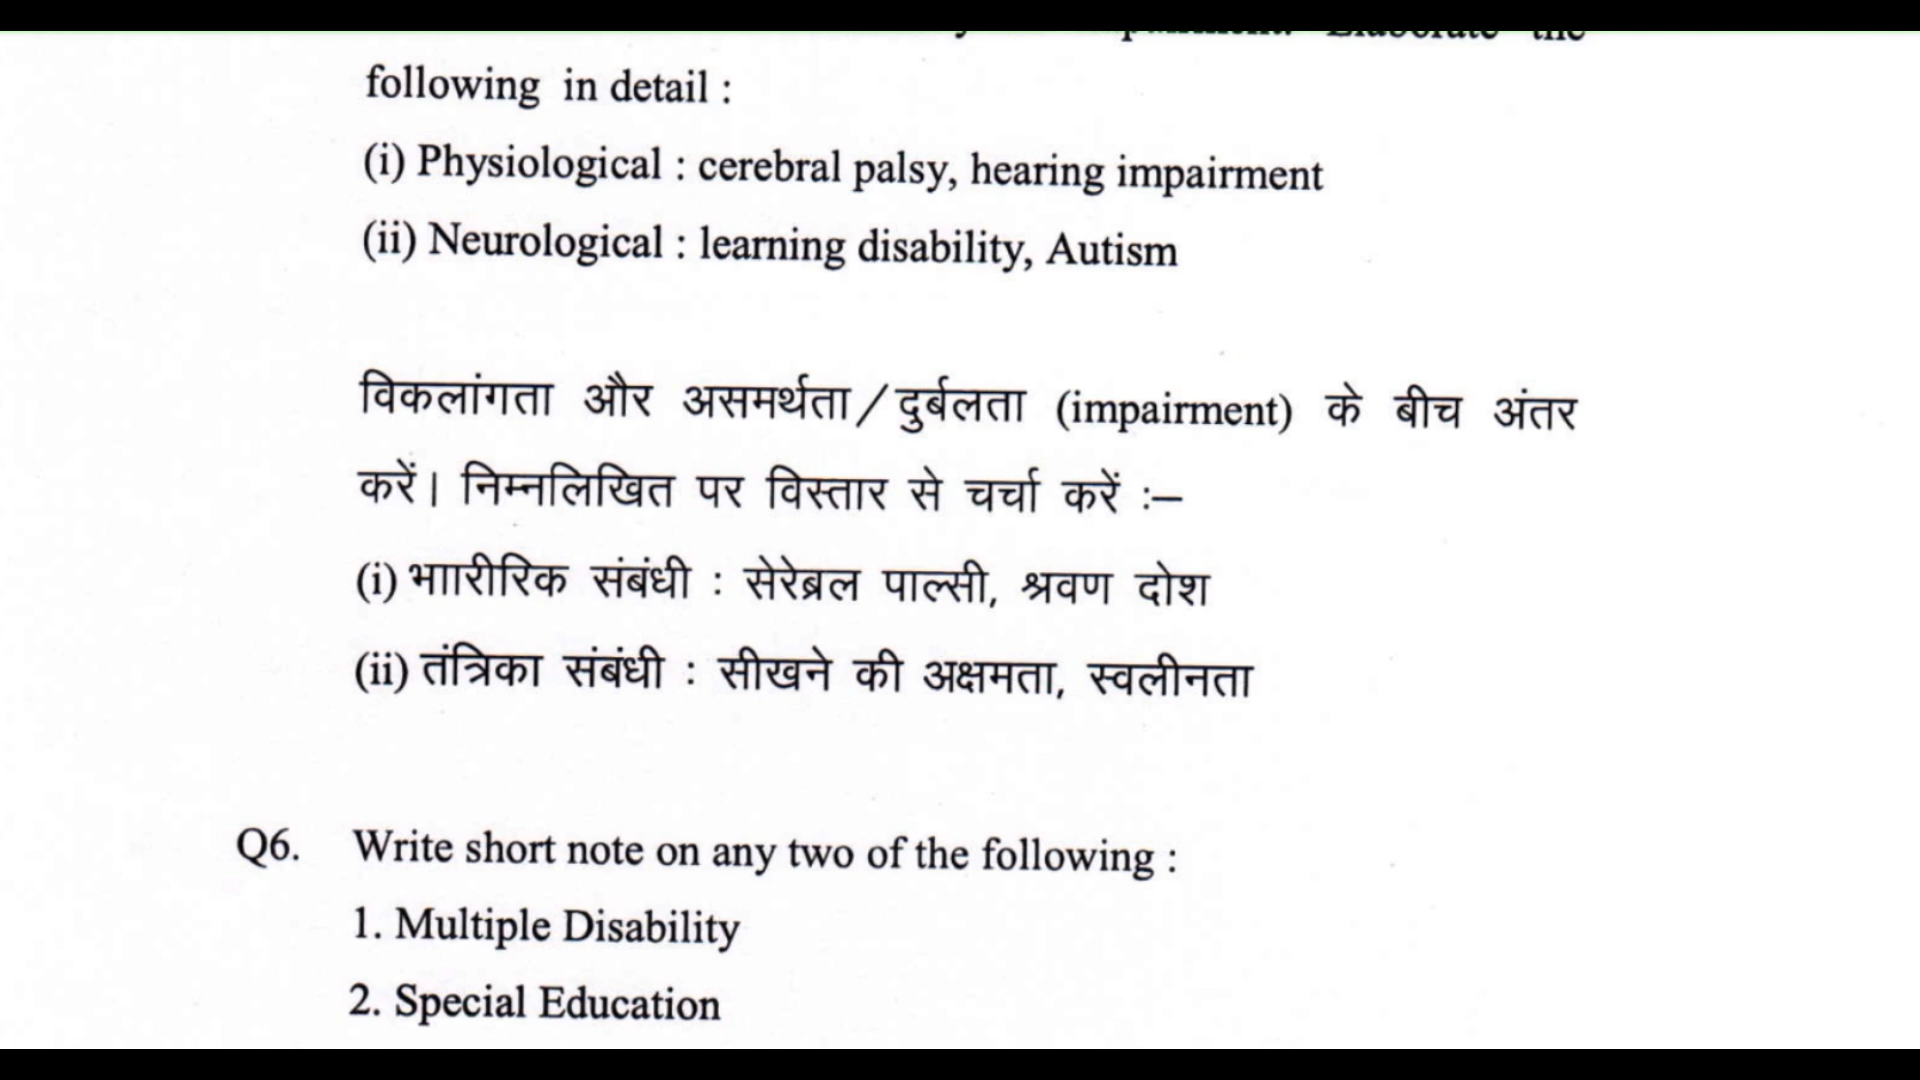 Elaborate the
following in detail :
(i) Physiological : cerebral palsy, hearing impairment
(ii) Neurological : learning disability, Autism
विकलांगता और असमर्थता/दुर्बलता (impairment) के बीच अंतर
करें। निम्नलिखित पर विस्तार से चर्चा करें :–
(i) भाारीरिक संबंधी : सेरेब्रल पाल्सी, श्रवण दोश
(ii) तंत्रिका संबंधी : सीखने की अक्षमता, स्वलीनता
Q6. Write short note on any two of the following :
1. Multiple Disability
2. Special Education